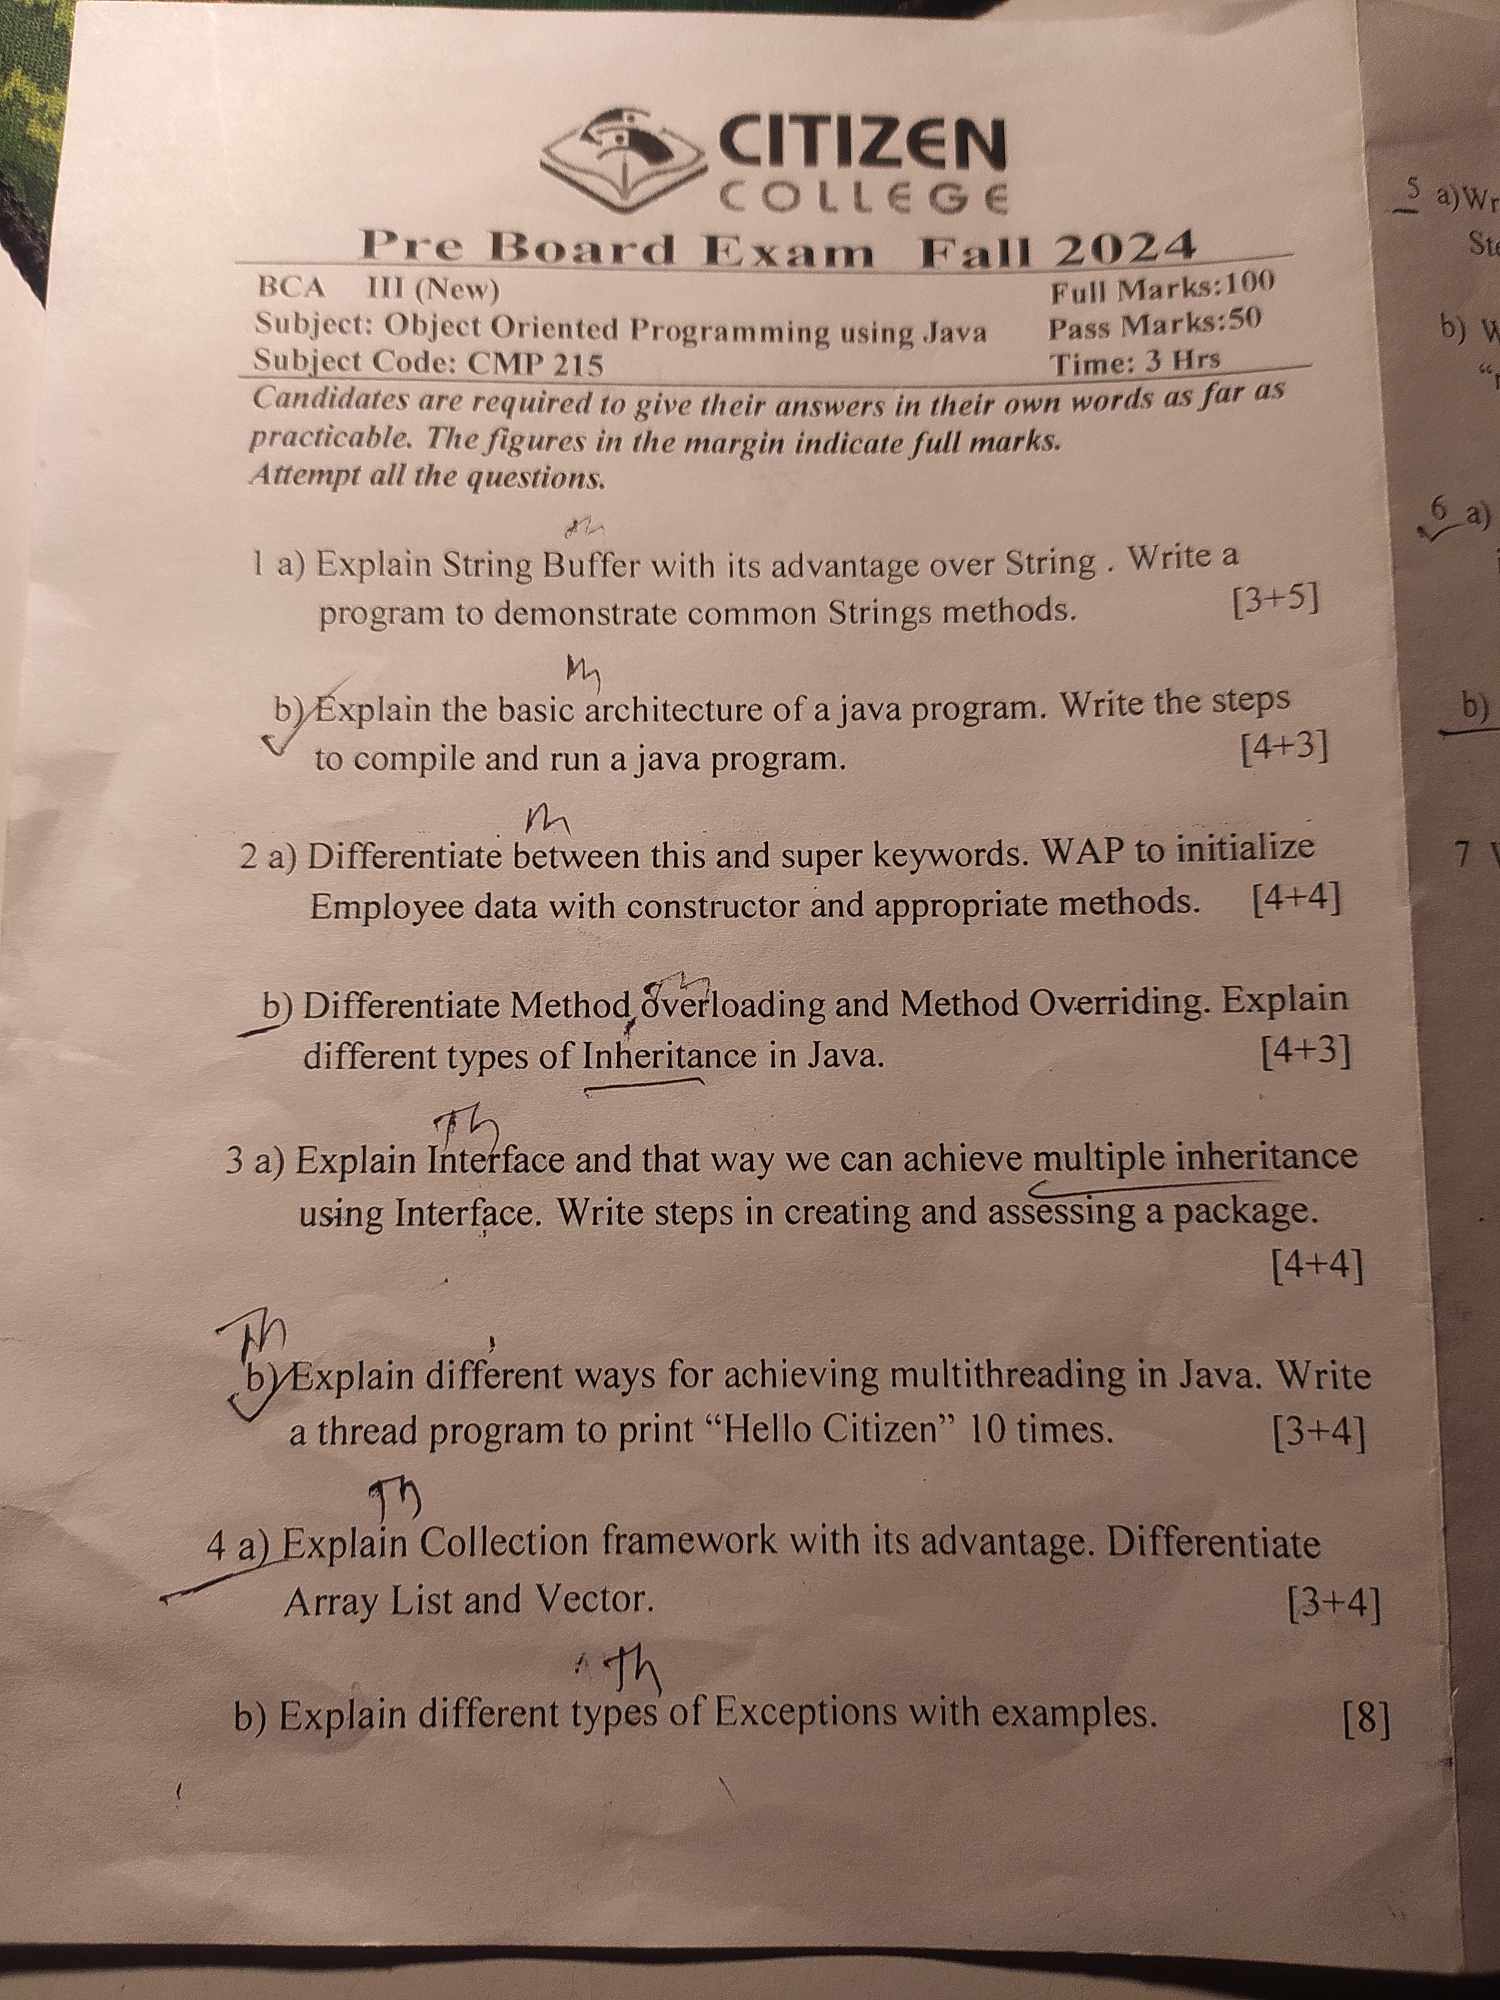 CITIZEN
COLLEGE
Pre Board Exam Fall 2024
BCA III (New) Full Marks:100
Subject: Object Oriented Programming using Java Pass Marks:50
Subject Code: CMP 215 Time: 3 Hrs
Candidates are required to give their answers in their own words as far as
practicable. The figures in the margin indicate full marks.
Attempt all the questions.
1 a) Explain String Buffer with its advantage over String . Write a
program to demonstrate common Strings methods. [3+5]
Th
b) Explain the basic architecture of a java program. Write the steps
to compile and run a java program. [4+3]
Th
2 a) Differentiate between this and super keywords. WAP to initialize
Employee data with constructor and appropriate methods. [4+4]
Th
b) Differentiate Method overloading and Method Overriding. Explain
different types of Inheritance in Java. [4+3]
Th
3 a) Explain Interface and that way we can achieve multiple inheritance
using Interface. Write steps in creating and assessing a package.
[4+4]
Th
b) Explain different ways for achieving multithreading in Java. Write
a thread program to print “Hello Citizen” 10 times. [3+4]
Th
4 a) Explain Collection framework with its advantage. Differentiate
Array List and Vector. [3+4]
Th
b) Explain different types of Exceptions with examples. [8]
5 a)
b)
6 a)
b)
7